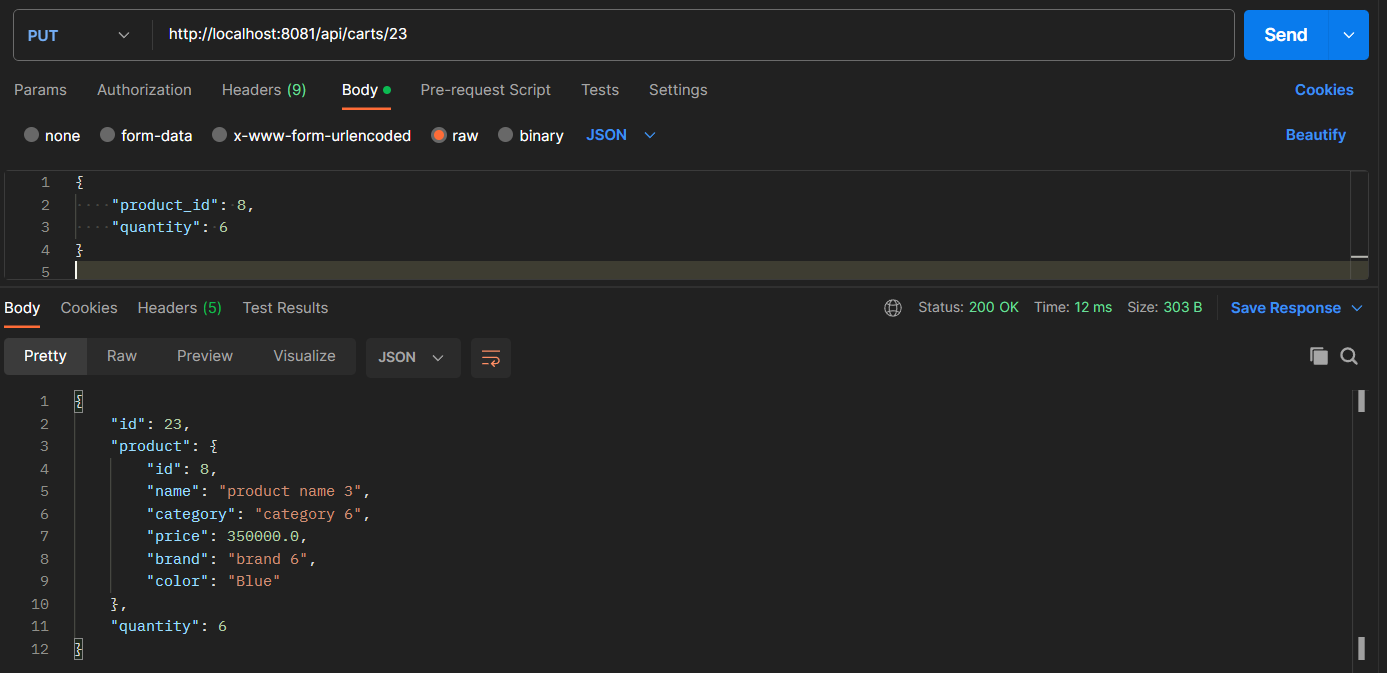 PUT http://localhost:8081/api/carts/23 Send
Params Authorization Headers (9) Body Pre-request Script Tests Settings Cookies
none form-data x-www-form-urlencoded raw binary JSON Beautify
1 {
2 "product_id": 8,
3 "quantity": 6
4 }
5
Body Cookies Headers (5) Test Results Status: 200 OK Time: 12 ms Size: 303 B Save Response
Pretty Raw Preview Visualize JSON
1 {
2 "id": 23,
3 "product": {
4 "id": 8,
5 "name": "product name 3",
6 "category": "category 6",
7 "price": 350000.0,
8 "brand": "brand 6",
9 "color": "Blue"
10 },
11 "quantity": 6
12 }